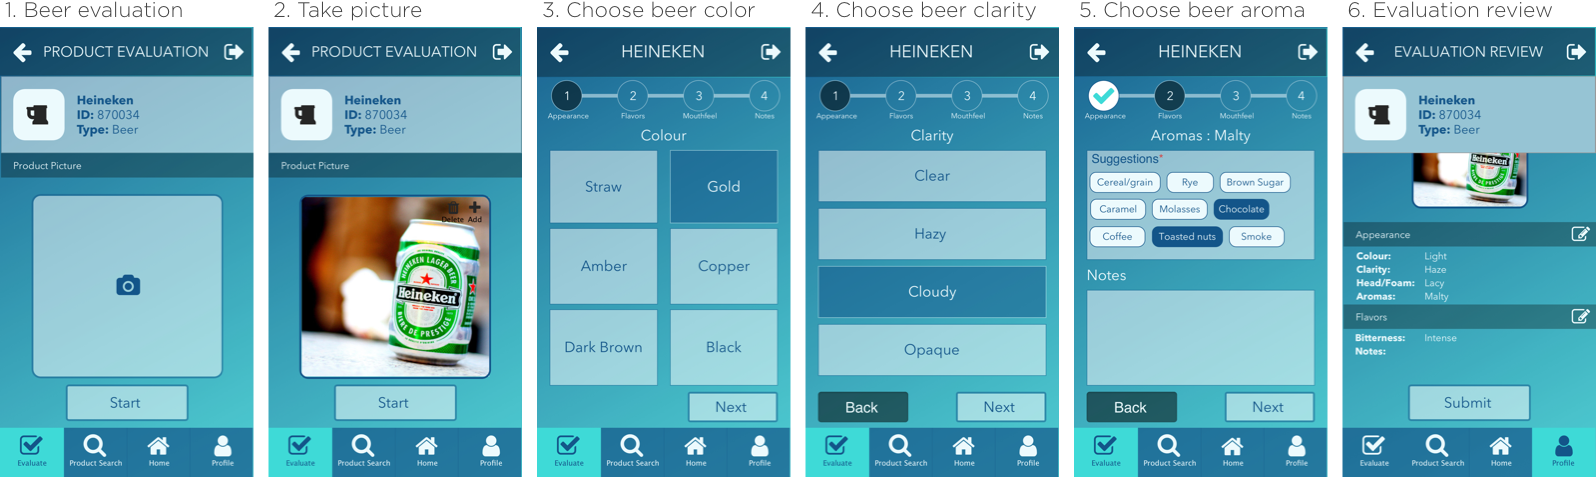 1. Beer evaluation
PRODUCT EVALUATION
Heineken
ID: 870034
Type: Beer
Product Picture
Start
Evaluate
Product Search
Home
Profile
2. Take picture
PRODUCT EVALUATION
Heineken
ID: 870034
Type: Beer
Product Picture
Delete Add
HEINEKEN LAGER BEER
Heineken
BIÈRE DE PRESTIGE
Start
Evaluate
Product Search
Home
Profile
3. Choose beer color
HEINEKEN
1 2 3 4
Appearance Flavors Mouthfeel Notes
Colour
Straw Gold
Amber Copper
Dark Brown Black
Next
Evaluate
Product Search
Home
Profile
4. Choose beer clarity
HEINEKEN
1 2 3 4
Appearance Flavors Mouthfeel Notes
Clarity
Clear
Hazy
Cloudy
Opaque
Back Next
Evaluate
Product Search
Home
Profile
5. Choose beer aroma
HEINEKEN
2 3 4
Appearance Flavors Mouthfeel Notes
Aromas : Malty
Suggestions*
Cereal/grain Rye Brown Sugar
Caramel Molasses Chocolate
Coffee Toasted nuts Smoke
Notes
Back Next
Evaluate
Product Search
Home
Profile
6. Evaluation review
EVALUATION REVIEW
Heineken
ID: 870034
Type: Beer
Heineken
Appearance
Colour: Light
Clarity: Haze
Head/Foam: Lacy
Aromas: Malty
Flavors
Bitterness: Intense
Notes:
Submit
Evaluate
Product Search
Home
Profile